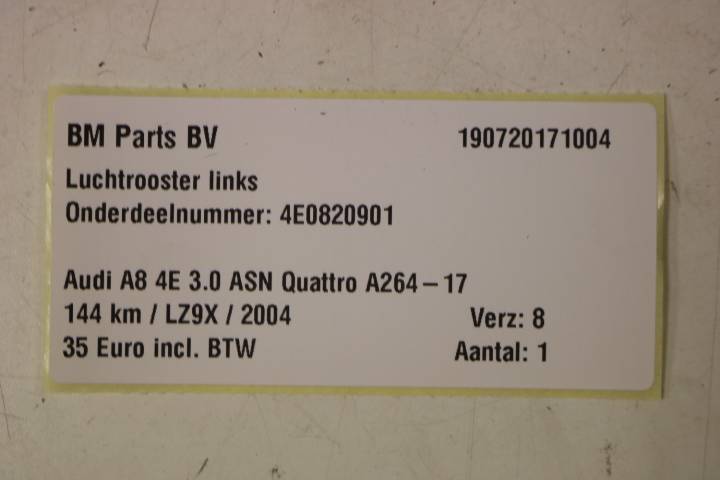 BM Parts BV 190720171004
Luchtrooster links
Onderdeelnummer: 4E0820901
Audi A8 4E 3.0 ASN Quattro A264-17
144 km / LZ9X / 2004 Verz: 8
35 Euro incl. BTW Aantal: 1